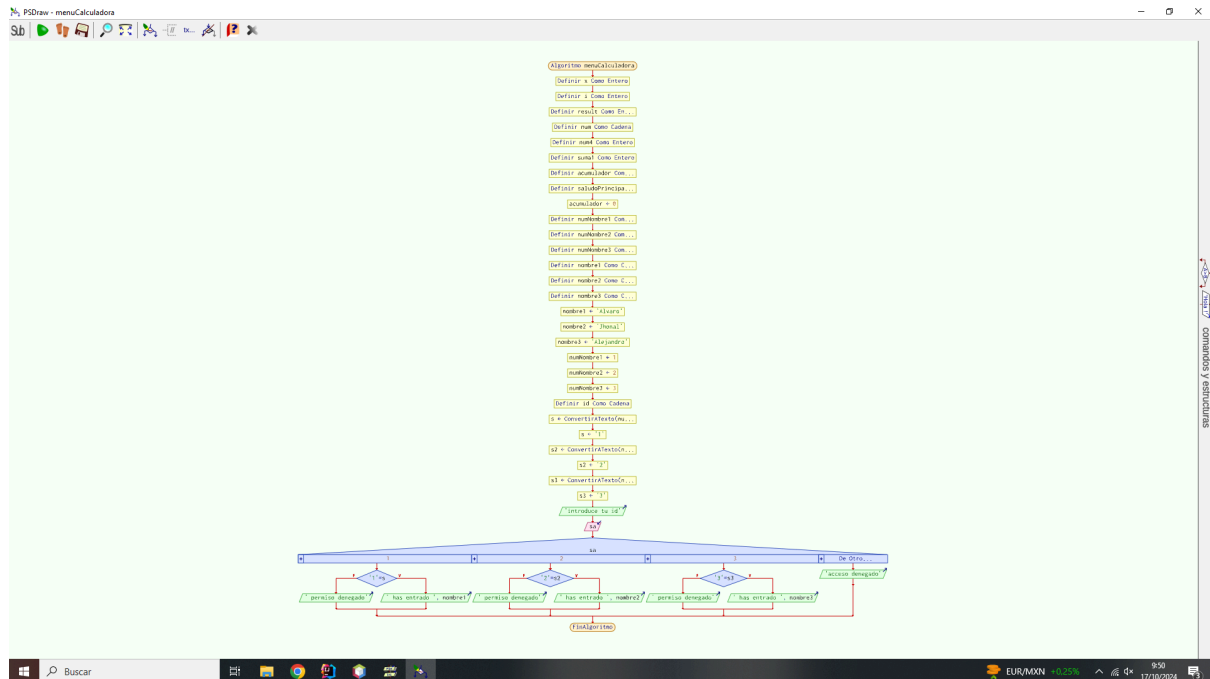 PSDraw - menuCalculadora
Sub
tx...
Algoritmo menuCalculadora
Definir s Como Entero
Definir i Como Entero
Definir result Como En...
Definir num Como Cadena
Definir num4 Como Entero
Definir suma1 Como Entero
Definir acumulador Com...
Definir saludoPrincipa...
acumulador ← 0
Definir numNombre1 Com...
Definir numNombre2 Com...
Definir numNombre3 Com...
Definir nombre1 Como C...
Definir nombre2 Como C...
Definir nombre3 Como C...
nombre1 ← 'Alvaro'
nombre2 ← 'Jhonal'
nombre3 ← 'Alejandro'
numNombre1 ← 1
numNombre2 ← 2
numNombre3 ← 3
Definir id Como Cadena
s ← ConvertirATexto(nu...
s ← '1'
s2 ← ConvertirATexto(n...
s2 ← '2'
s3 ← ConvertirATexto(n...
s3 ← '3'
'introduce tu id'
sa
sa
1 2 3 De Otro...
F '1'=s V F '2'=s2 V F '3'=s3 V 'acceso denegado'
' permiso denegado' ' has entrado ', nombre1 ' permiso denegado' ' has entrado ', nombre2 ' permiso denegado' ' has entrado ', nombre3
FinAlgoritmo
comandos y estructuras
Buscar
EUR/MXN +0,25%
9:50
17/10/2024